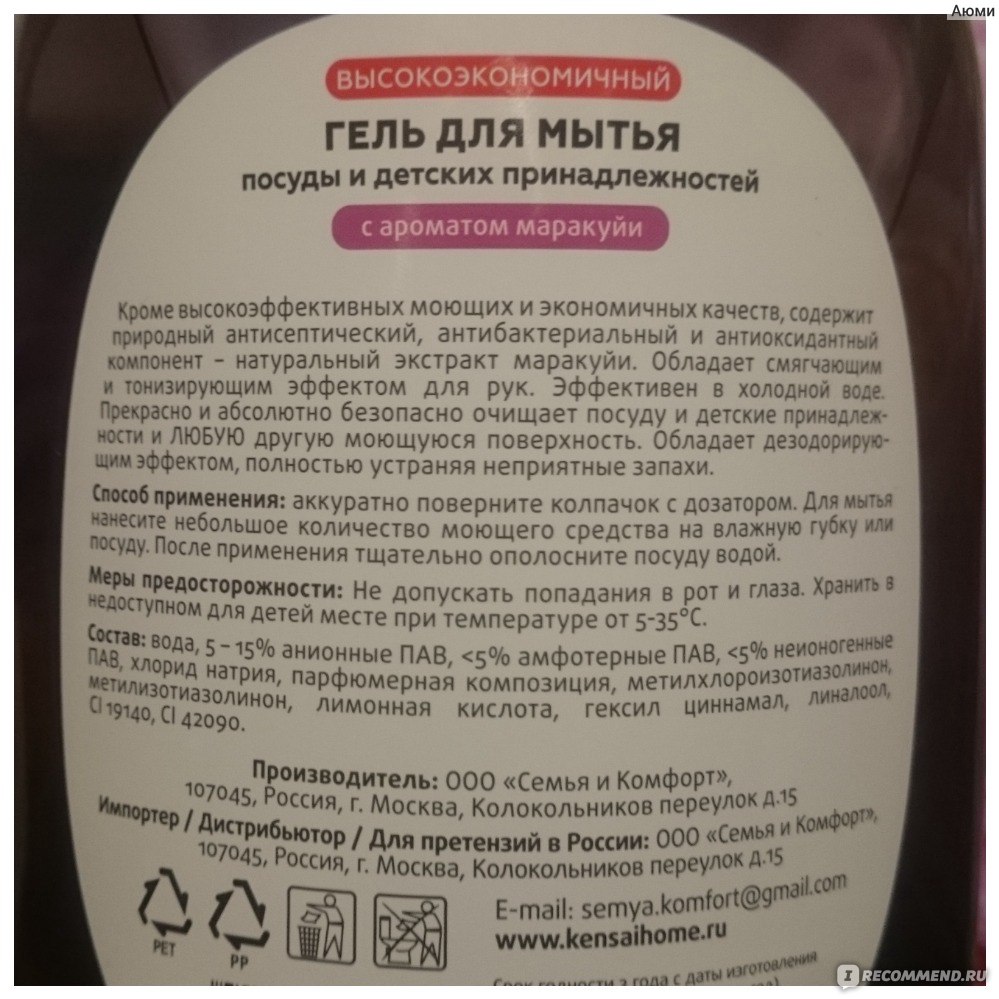 Аюми
ВЫСОКОЭКОНОМИЧНЫЙ
ГЕЛЬ ДЛЯ МЫТЬЯ
посуды и детских принадлежностей
с ароматом маракуйи
Кроме высокоэффективных моющих и экономичных качеств, содержит
природный антисептический, антибактериальный и антиоксидантный
компонент – натуральный экстракт маракуйи. Обладает смягчающим
и тонизирующим эффектом для рук. Эффективен в холодной воде.
Прекрасно и абсолютно безопасно очищает посуду и детские принадлеж-
ности и ЛЮБУЮ другую моющуюся поверхность. Обладает дезодорирую-
щим эффектом, полностью устраняя неприятные запахи.
Способ применения: аккуратно поверните колпачок с дозатором. Для мытья
нанесите небольшое количество моющего средства на влажную губку или
посуду. После применения тщательно ополосните посуду водой.
Меры предосторожности: Не допускать попадания в рот и глаза. Хранить в
недоступном для детей месте при температуре от 5-35°С.
Состав: вода, 5 – 15% анионные ПАВ, <5% амфотерные ПАВ, <5% неионогенные
ПАВ, хлорид натрия, парфюмерная композиция, метилхлороизотиазолинон,
метилизотиазолинон, лимонная кислота, гексил циннамал, линалоол,
CI 19140, CI 42090.
Производитель: ООО «Семья и Комфорт»,
107045, Россия, г. Москва, Колокольников переулок д.15
Импортер / Дистрибьютор / Для претензий в России: ООО «Семья и Комфорт»,
107045, Россия, г. Москва, Колокольников переулок д.15
E-mail: semya.komfort@gmail.com
www.kensaihome.ru
PET
PP
Срок годности 3 года с даты изготовления
IRECOMMEND.RU